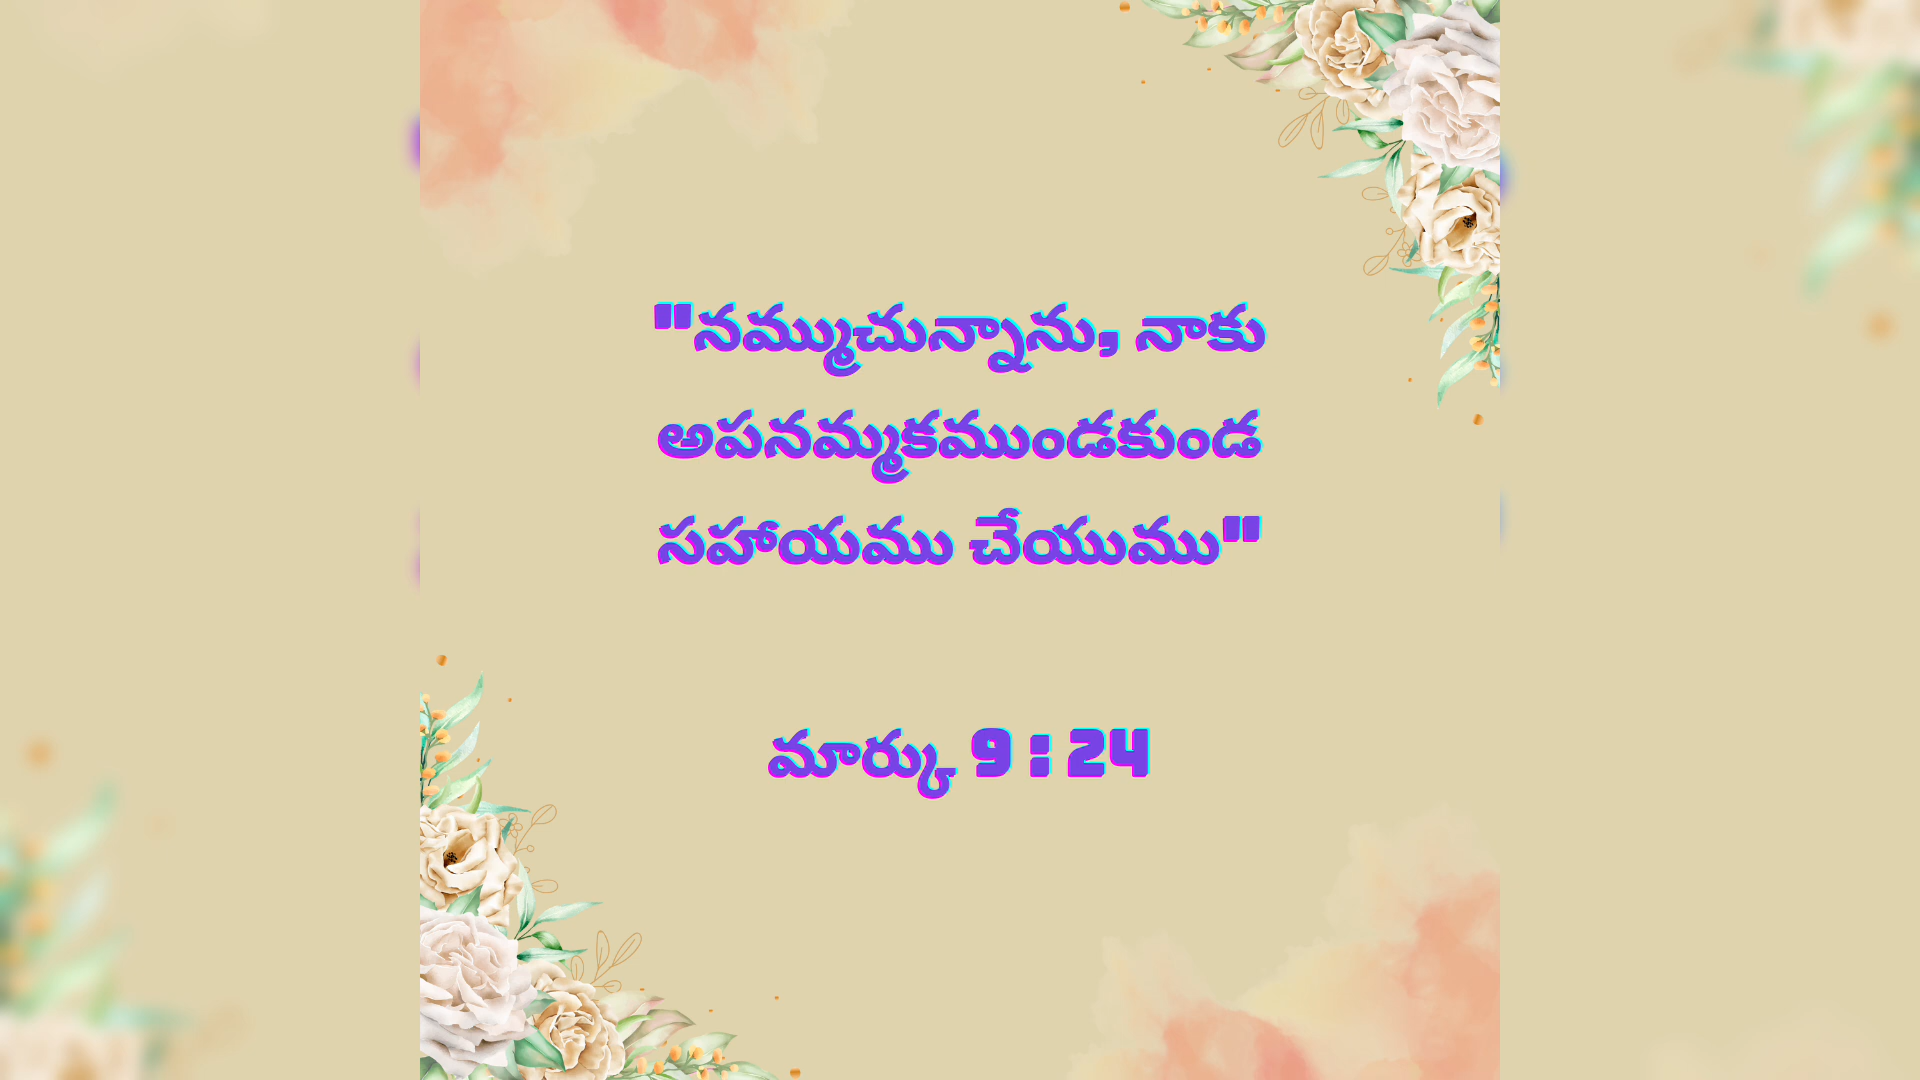 "నమ్ముచున్నాను, నాకు
అపనమ్మకముండకుండ
సహాయము చేయుము"
మార్కు 9 : 24